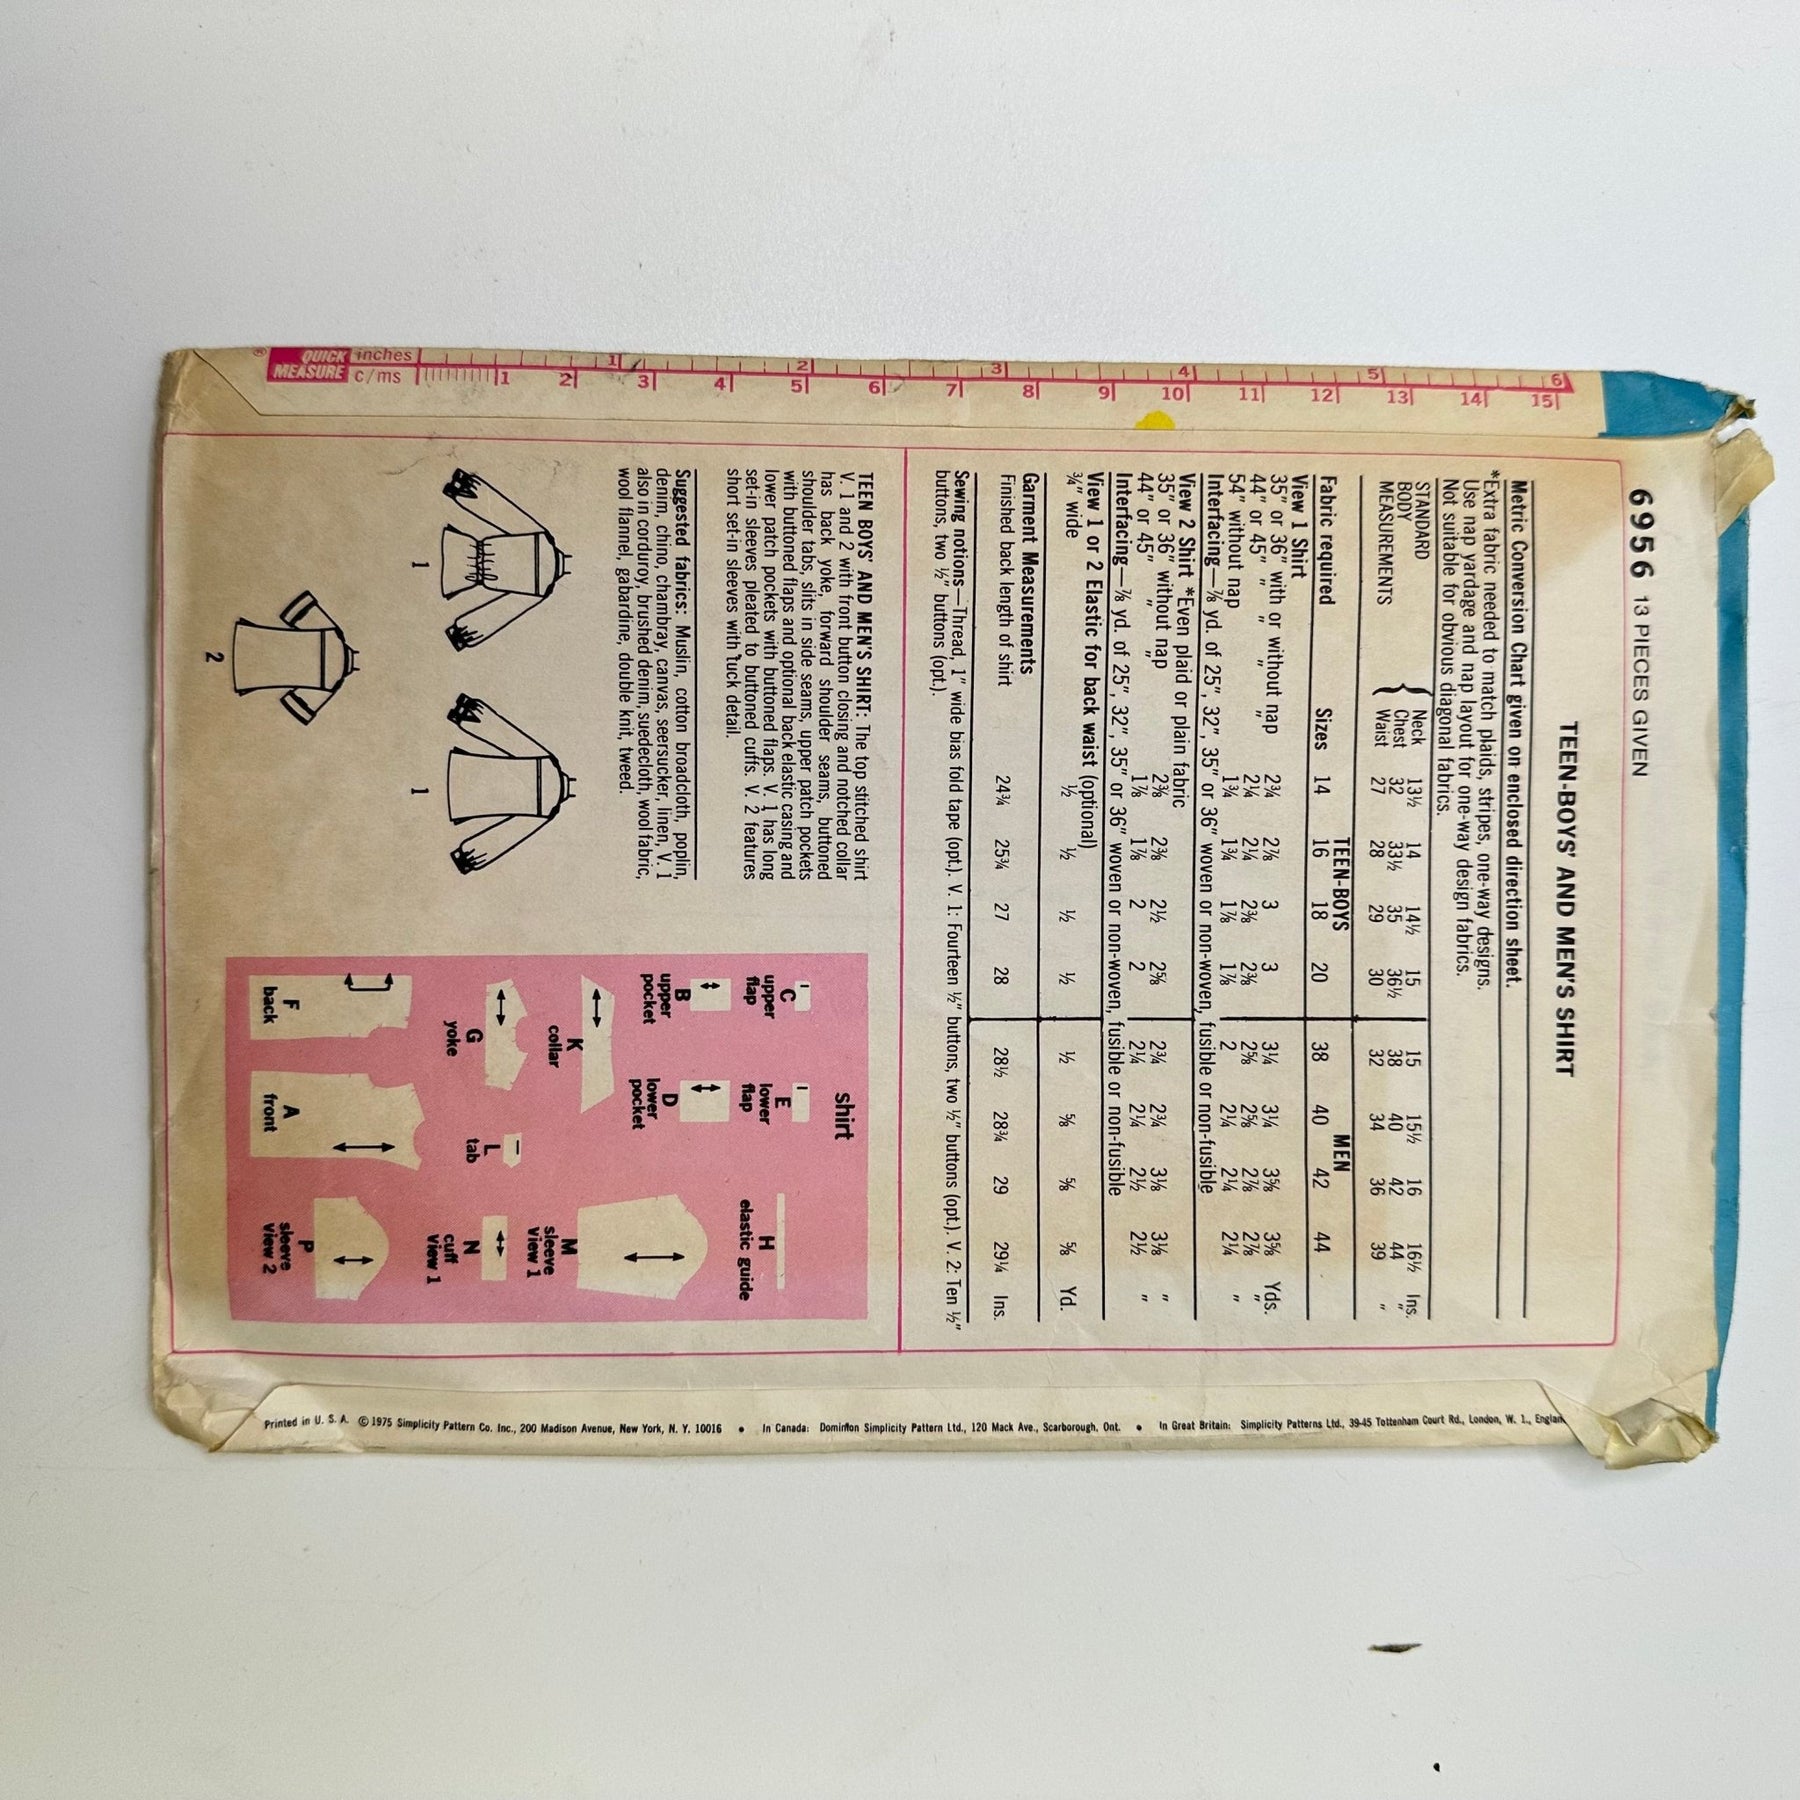 6956 13 PIECES GIVEN
TEEN-BOYS' AND MEN'S SHIRT
Metric Conversion Chart given on enclosed direction sheet.
*Extra fabric needed to match plaids, stripes, one-way designs.
Use nap yardage and nap layout for one-way design fabrics.
Not suitable for obvious diagonal fabrics.
STANDARD { Neck 13½ 14 14½ 15 15 15½ 16 16½ Ins.
BODY Chest 32 33½ 35 36½ 38 40 42 44 "
MEASUREMENTS Waist 27 28 29 30 32 34 36 39 "
TEEN-BOYS MEN
Fabric required Sizes 14 16 18 20 38 40 42 44
View 1 Shirt
35" or 36" with or without nap 2¾ 2⅞ 3 3 3¼ 3¼ 3⅝ 3⅝ Yds.
44" or 45" " " " 2¼ 2¼ 2⅜ 2⅜ 2⅝ 2⅝ 2⅞ 2⅞ "
54" without nap 1¾ 1¾ 1⅞ 1⅞ 2 2¼ 2¼ 2¼ "
Interfacing—⅞ yd. of 25", 32", 35" or 36" woven or non-woven, fusible or non-fusible
View 2 Shirt *Even plaid or plain fabric
35" or 36" without nap 2⅜ 2⅜ 2½ 2⅝ 2¾ 2¾ 3⅛ 3⅛ "
44" or 45" " " 1⅞ 1⅞ 2 2 2¼ 2¼ 2½ 2½ "
Interfacing—⅞ yd. of 25", 32", 35" or 36" woven or non-woven, fusible or non-fusible
View 1 or 2 Elastic for back waist (optional)
¾" wide ½ ½ ½ ½ ½ ⅝ ⅝ ⅝ Yd.
Garment Measurements
Finished back length of shirt 24¾ 25¾ 27 28 28½ 28¾ 29 29¼ Ins.
Sewing notions—Thread, 1" wide bias fold tape (opt.). V. 1: Fourteen ½" buttons, two ½" buttons (opt.). V. 2: Ten ½"
buttons, two ½" buttons (opt.).
TEEN BOYS' AND MEN'S SHIRT: The top stitched shirt
V. 1 and 2 with front button closing and notched collar
has back yoke, forward shoulder seams, buttoned
shoulder tabs, slits in side seams, upper patch pockets
with buttoned flaps and optional back elastic casing and
lower patch pockets with buttoned flaps. V. 1 has long
set-in sleeves pleated to buttoned cuffs. V. 2 features
short set-in sleeves with tuck detail.
Suggested fabrics: Muslin, cotton broadcloth, poplin,
denim, chino, chambray, canvas, seersucker, linen, V. 1
also in corduroy, brushed denim, suedecloth, wool fabric,
wool flannel, gabardine, double knit, tweed.
1
1
2
shirt
C
upper
flap
E
lower
flap
H
elastic guide
B
upper
pocket
D
lower
pocket
K
collar
M
sleeve
view 1
G
yoke
L
tab
N
cuff
view 1
F
back
A
front
P
sleeve
view 2
QUICK
MEASURE
®
inches 1 2 3 4 5 6
c/ms 1 2 3 4 5 6 7 8 9 10 11 12 13 14 15
Printed in U. S. A. © 1975 Simplicity Pattern Co. Inc., 200 Madison Avenue, New York, N. Y. 10016 • In Canada: Dominion Simplicity Pattern Ltd., 120 Mack Ave., Scarborough, Ont. • In Great Britain: Simplicity Patterns Ltd., 39-45 Tottenham Court Rd., London, W. 1., Englan